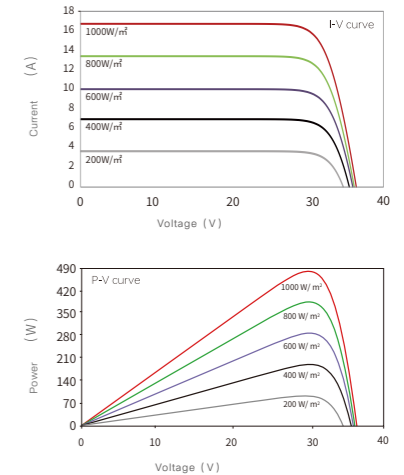 18
16
14
12
10
8
6
4
2
0
Current (A)
I-V curve
1000W/㎡
800W/㎡
600W/㎡
400W/㎡
200W/㎡
0 10 20 30 40
Voltage (V)
490
420
350
280
210
140
70
0
Power (W)
P-V curve
1000 W/ m²
800 W/ m²
600 W/ m²
400 W/ m²
200 W/ m²
0 10 20 30 40
Voltage (V)